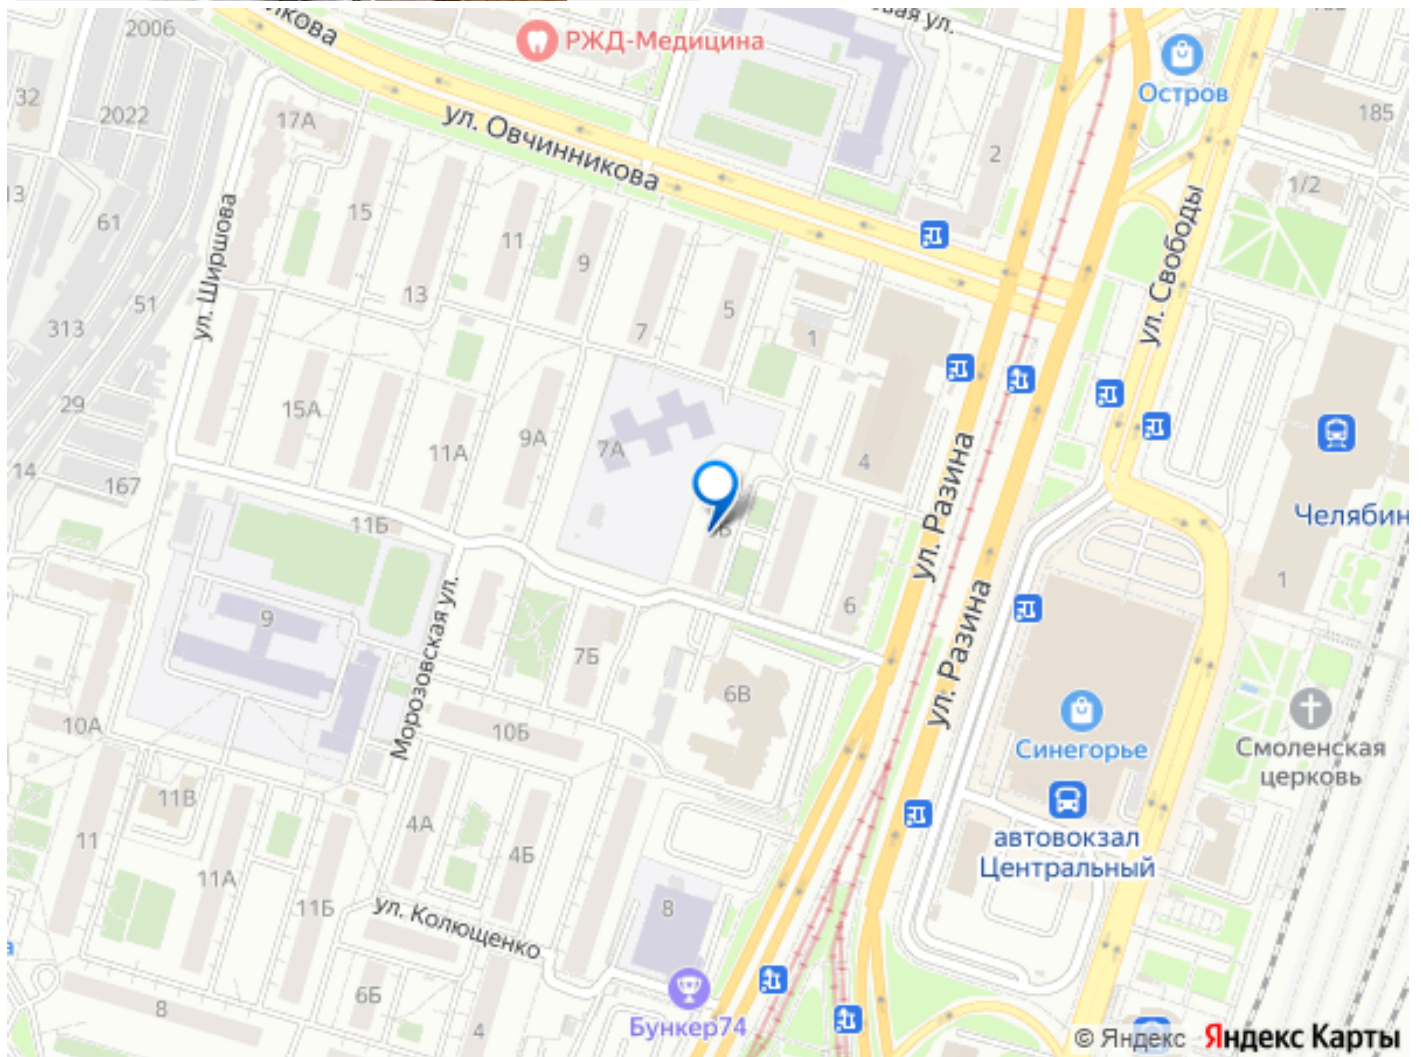 2006
икова
РЖД-Медицина
вая ул.
Остров
32
2022
17А
ул. Овчинникова
2
185
1/2
13
61
15
11
9
ул. Ширшова
13
5
7
1
51
313
ул. Свободы
29
15А
11А
9А
7А
4
14
167
11Б
ул. Разина
Челябин
1
6
9
Морозовская ул.
7Б
6В
ул. Разина
10А
10Б
Синегорье
Смоленская
церковь
11В
11
4А
4Б
автовокзал
Центральный
11А
11Б
ул. Колющенко
8
а
8
6Б
4
Бункер74
© Яндекс Яндекс Карты